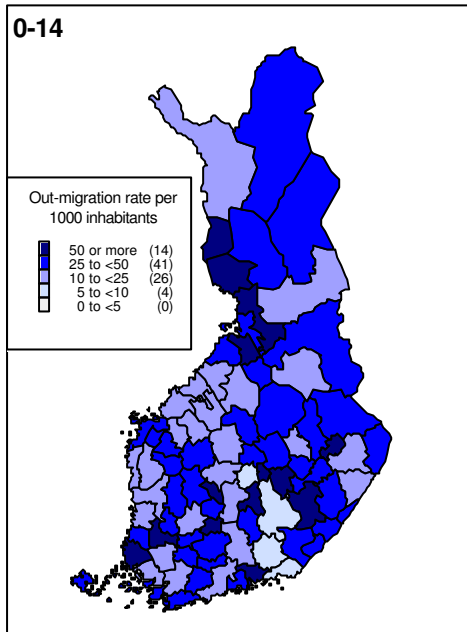 0-14
Out-migration rate per
1000 inhabitants
50 or more (14)
25 to <50 (41)
10 to <25 (26)
5 to <10 (4)
0 to <5 (0)